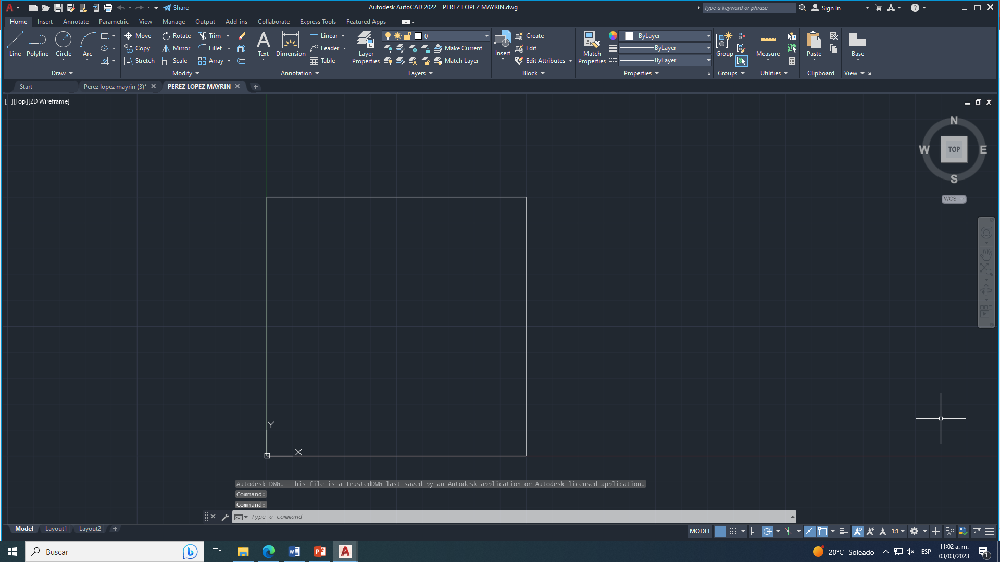 Share
Autodesk AutoCAD 2022 PEREZ LOPEZ MAYRIN.dwg
Type a keyword or phrase
Sign In
Home Insert Annotate Parametric View Manage Output Add-ins Collaborate Express Tools Featured Apps
Line Polyline Circle Arc
Move Rotate Trim
Copy Mirror Fillet
Stretch Scale Array
Text Dimension
Linear
Leader
Table
Layer Properties
0
Make Current
Match Layer
Insert
Create
Edit
Edit Attributes
Match Properties
ByLayer
ByLayer
ByLayer
Group
Measure
Paste
Base
Draw Modify Annotation Layers Block Properties Groups Utilities Clipboard View
Start Perez lopez mayrin (3)* PEREZ LOPEZ MAYRIN
[−][Top][2D Wireframe]
N
W TOP E
S
WCS
Y
X
Autodesk DWG. This file is a TrustedDWG last saved by an Autodesk application or Autodesk licensed application.
Command:
Command:
Type a command
Model Layout1 Layout2
MODEL 1:1
Buscar
20°C Soleado
ESP
11:02 a. m.
03/03/2023
1